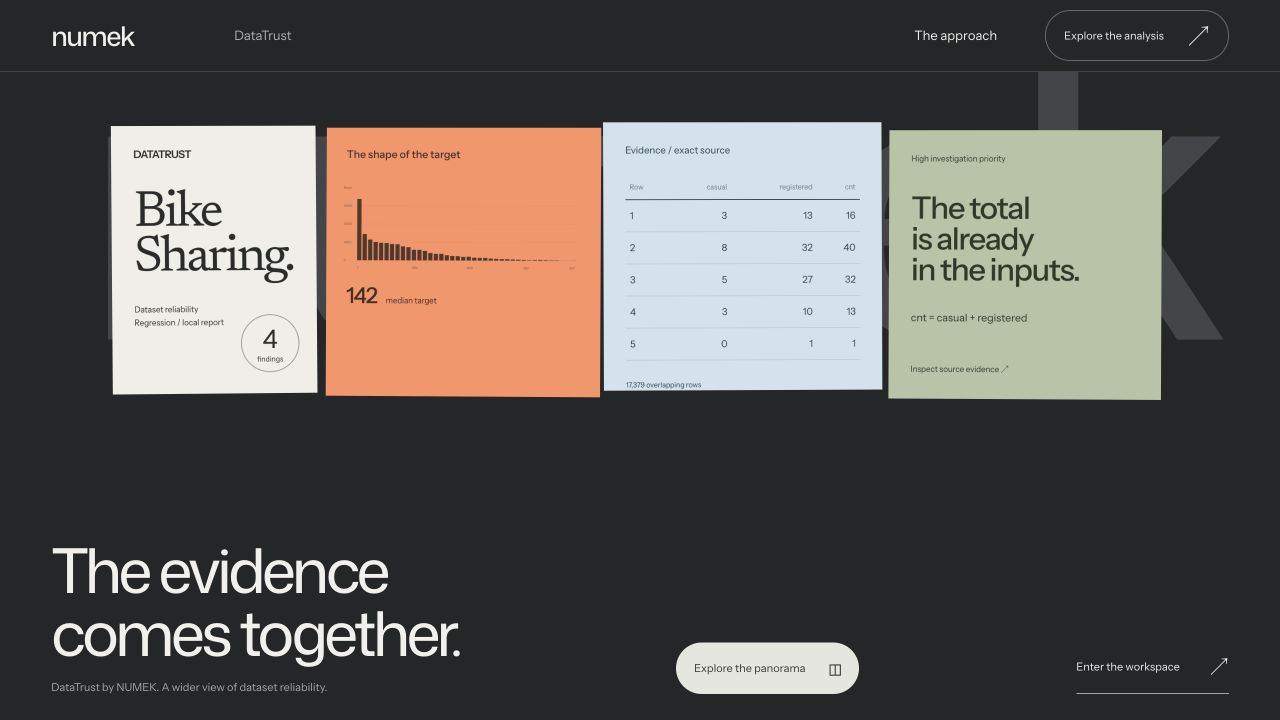 numek
DataTrust
The approach
Explore the analysis
DATATRUST
Bike
Sharing.
Dataset reliability
Regression / local report
4
findings
The shape of the target
142 median target
Evidence / exact source
Row casual registered cnt
1 3 13 16
2 8 32 40
3 5 27 32
4 3 10 13
5 0 1 1
17,379 overlapping rows
High investigation priority
The total
is already
in the inputs.
cnt = casual + registered
Inspect source evidence
The evidence
comes together.
DataTrust by NUMEK. A wider view of dataset reliability.
Explore the panorama
Enter the workspace